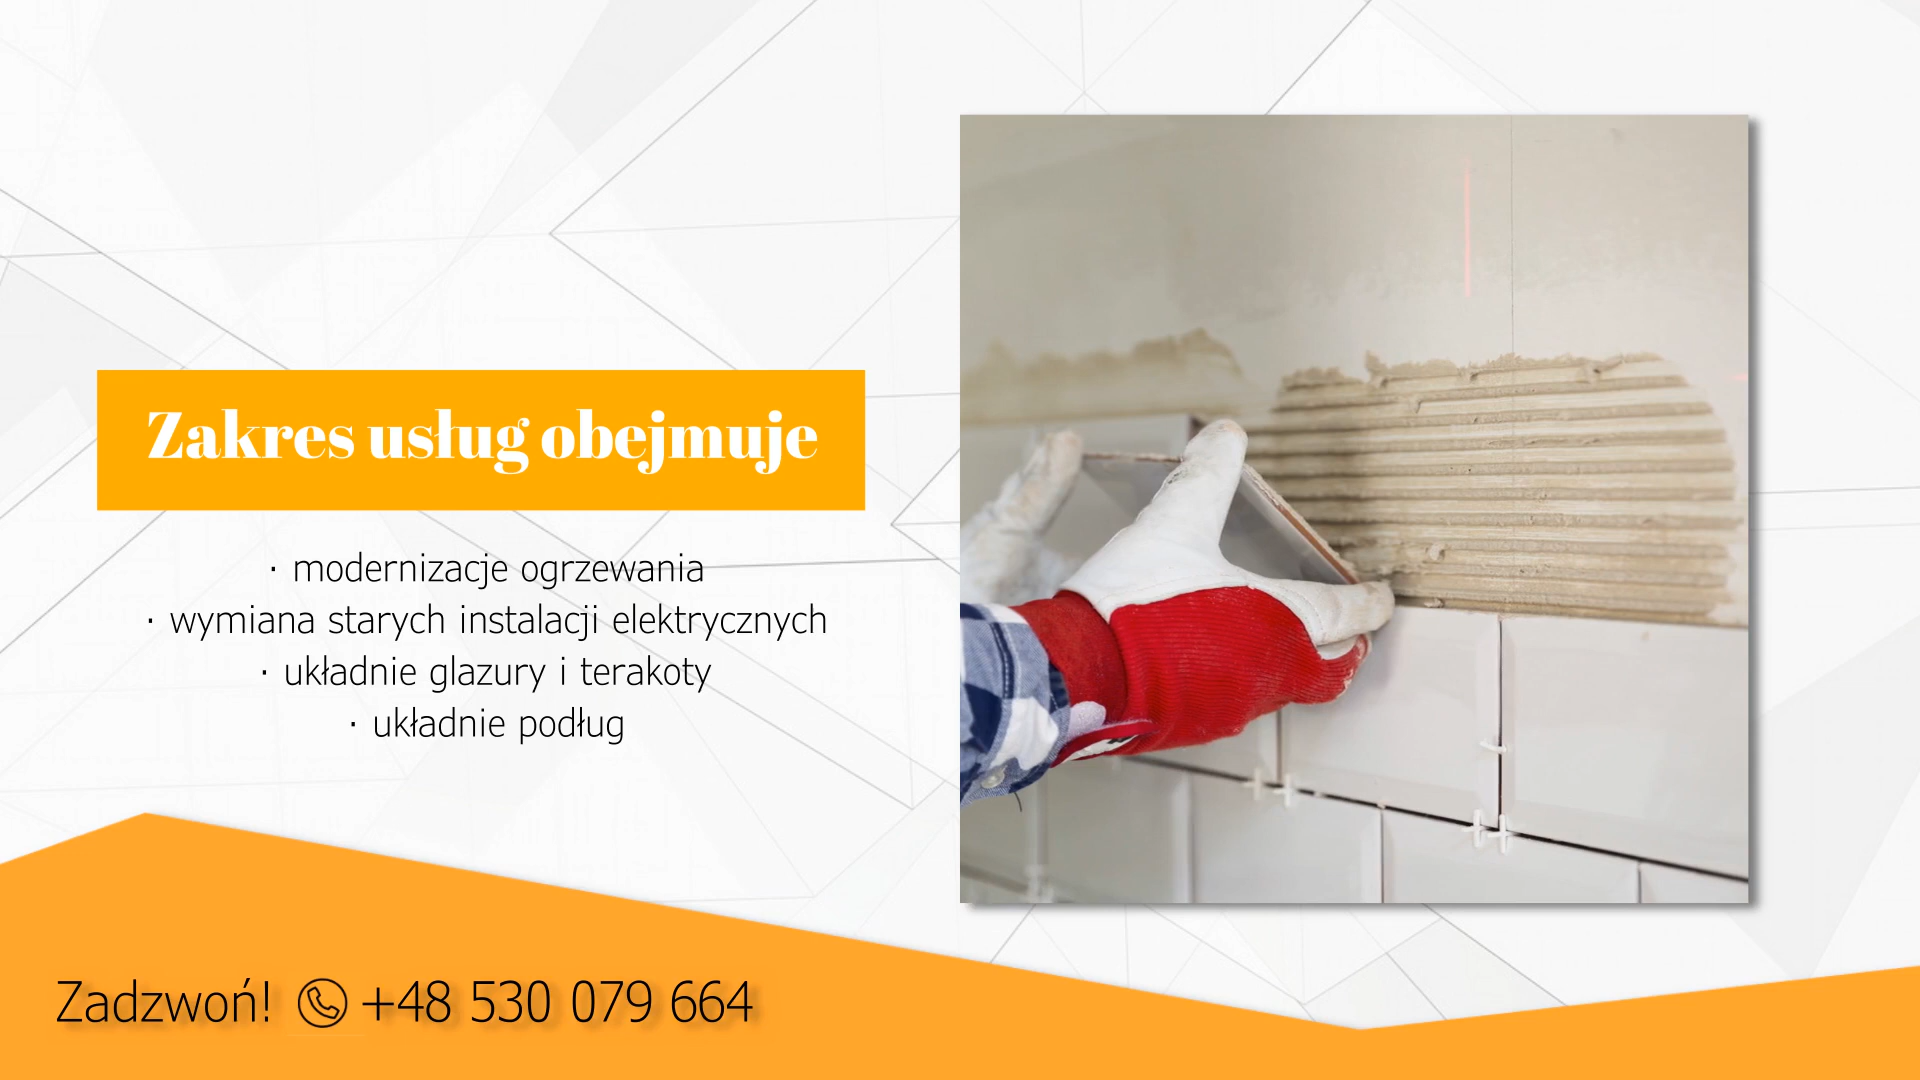 Zakres usług obejmuje
· modernizacje ogrzewania
· wymiana starych instalacji elektrycznych
· układnie glazury i terakoty
· układnie podług
Zadzwoń! +48 530 079 664